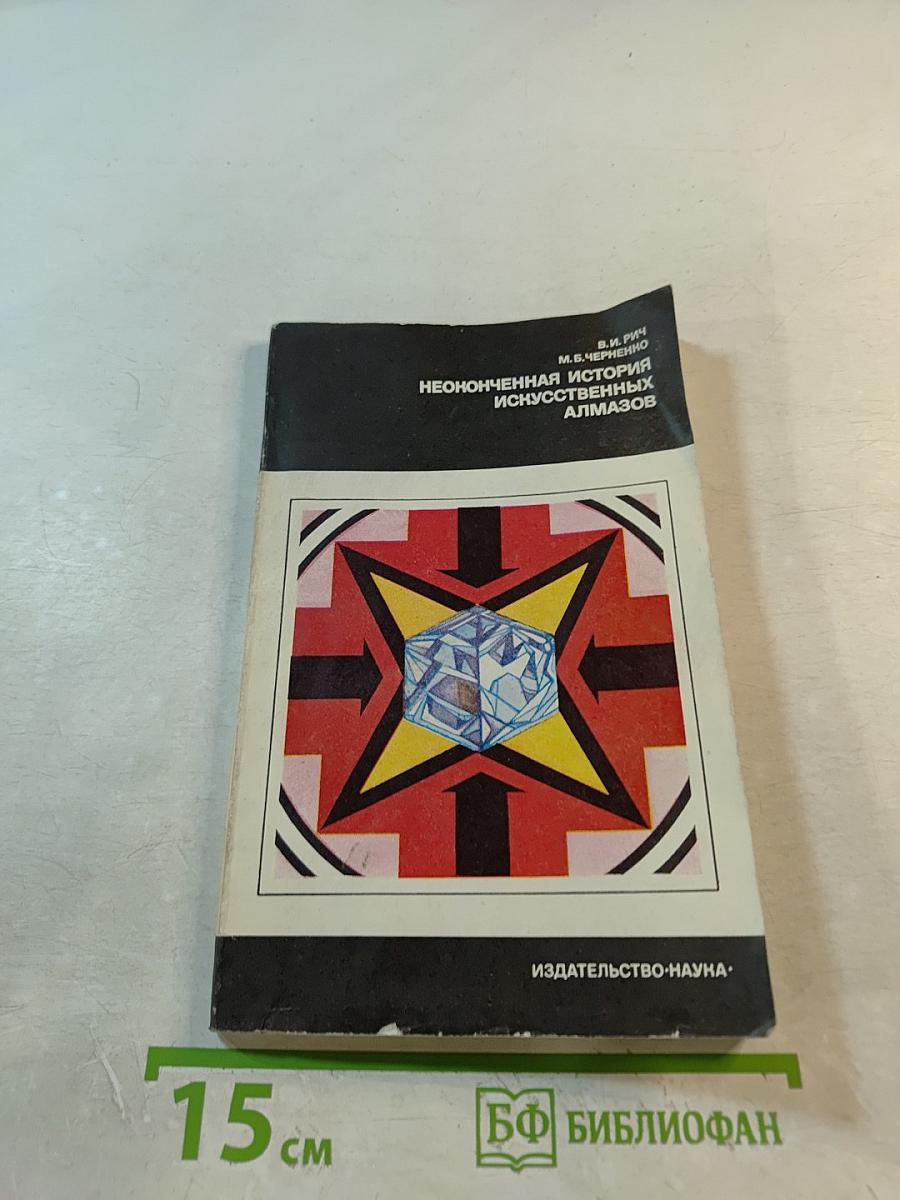 В.И. РИЧ
М.Б. ЧЕРНЕНКО
НЕОКОНЧЕННАЯ ИСТОРИЯ
ИСКУССТВЕННЫХ
АЛМАЗОВ
ИЗДАТЕЛЬСТВО·НАУКА·
15 см
БФ БИБЛИОФАН